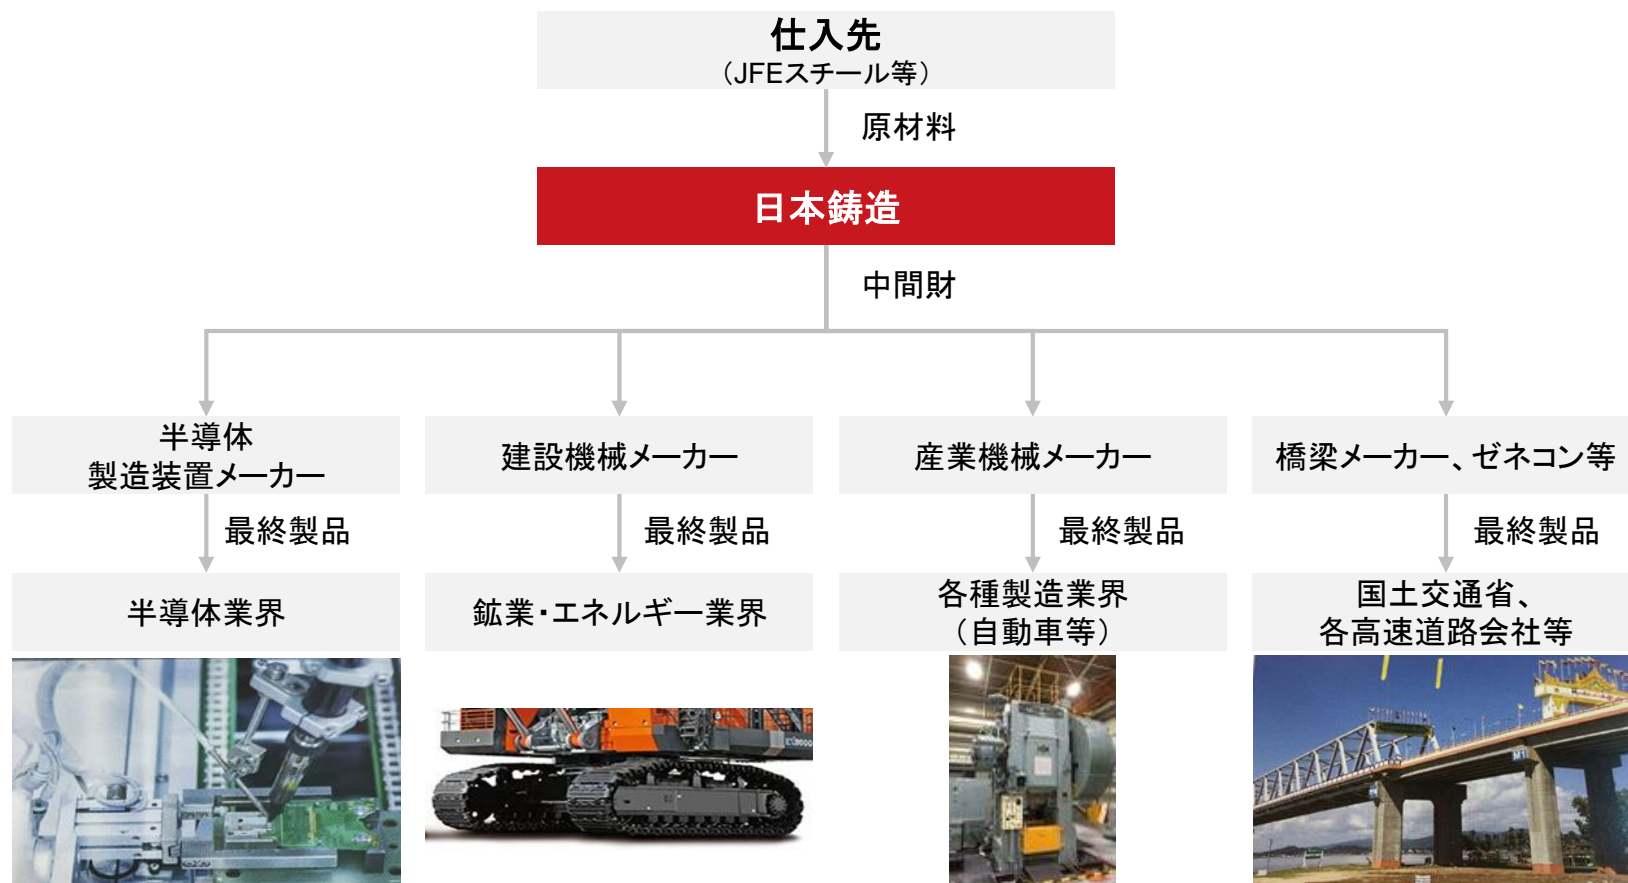 仕入先
（JFEスチール等）
原材料
日本鋳造
中間財
半導体
製造装置メーカー
建設機械メーカー
産業機械メーカー
橋梁メーカー、ゼネコン等
最終製品
最終製品
最終製品
最終製品
半導体業界
鉱業・エネルギー業界
各種製造業界
（自動車等）
国土交通省、
各高速道路会社等
M1